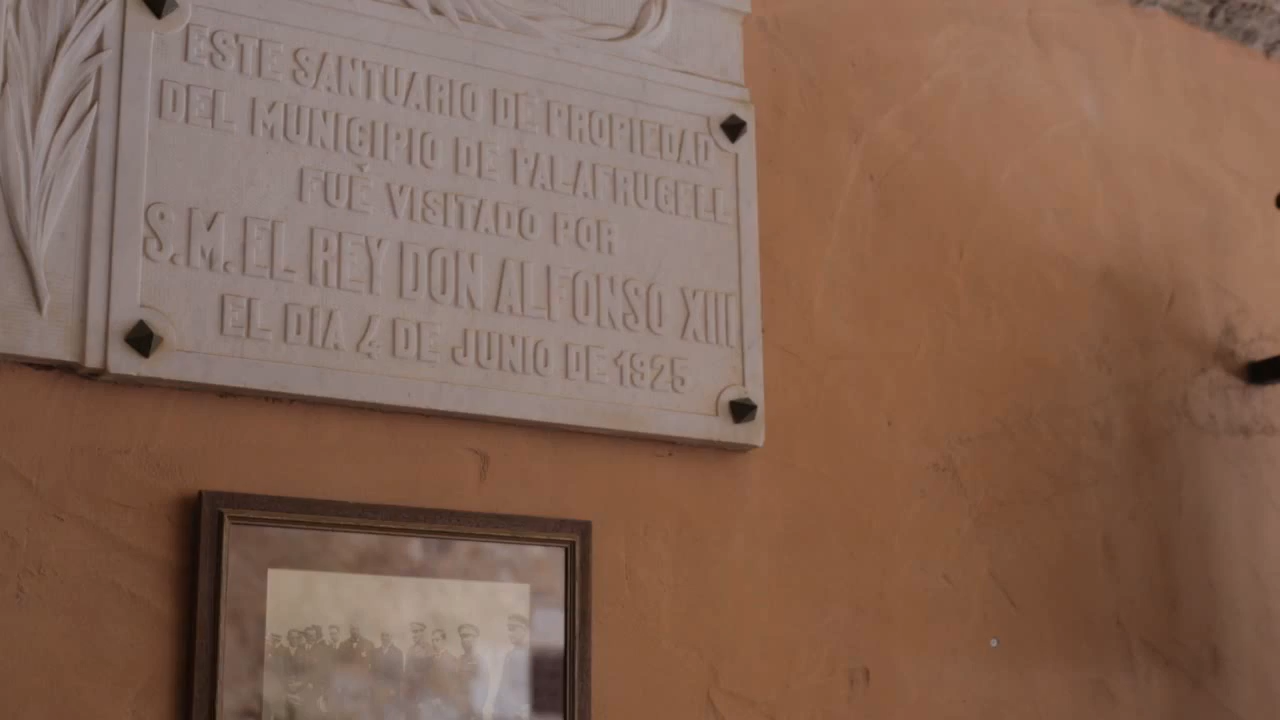 ESTE SANTUARIO DE PROPIEDAD
DEL MUNICIPIO DE PALAFRUGELL
FUÉ VISITADO POR
S.M. EL REY DON ALFONSO XIII
EL DIA 4 DE JUNIO DE 1925